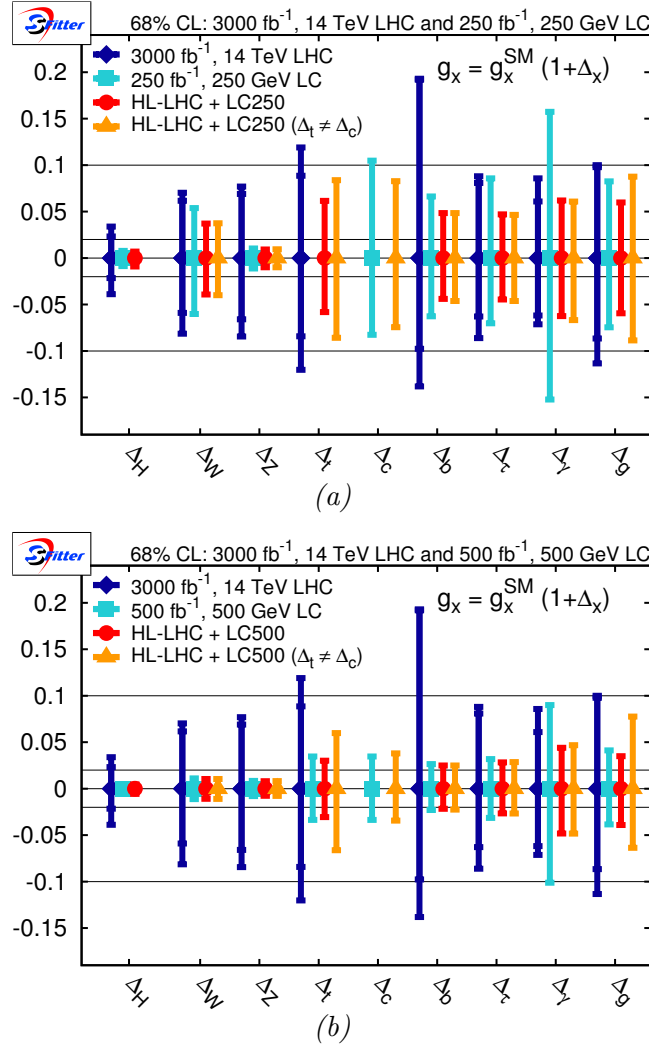 SFitter
68% CL: 3000 fb⁻¹, 14 TeV LHC and 250 fb⁻¹, 250 GeV LC
3000 fb⁻¹, 14 TeV LHC
250 fb⁻¹, 250 GeV LC
HL-LHC + LC250
HL-LHC + LC250 (Δt ≠ Δc)
gₓ = gₓ^SM (1+Δₓ)
0.2
0.15
0.1
0.05
0
-0.05
-0.1
-0.15
ΔH ΔW ΔZ Δt Δc Δb Δτ Δγ Δg
(a)
SFitter
68% CL: 3000 fb⁻¹, 14 TeV LHC and 500 fb⁻¹, 500 GeV LC
3000 fb⁻¹, 14 TeV LHC
500 fb⁻¹, 500 GeV LC
HL-LHC + LC500
HL-LHC + LC500 (Δt ≠ Δc)
gₓ = gₓ^SM (1+Δₓ)
0.2
0.15
0.1
0.05
0
-0.05
-0.1
-0.15
ΔH ΔW ΔZ Δt Δc Δb Δτ Δγ Δg
(b)